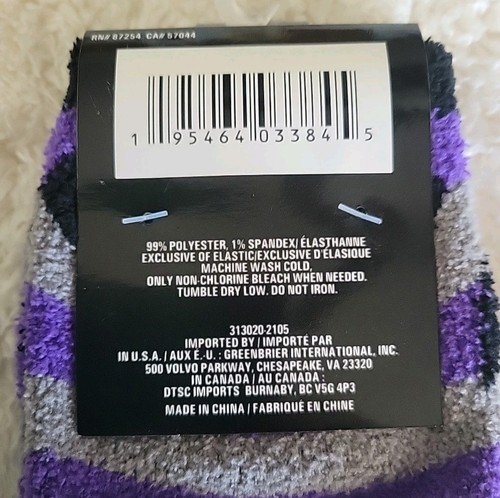 RN# 87254 CA# 57044
1 95464 03384 5
99% POLYESTER, 1% SPANDEX/ÉLASTHANNE
EXCLUSIVE OF ELASTIC/EXCLUSIVE D'ÉLASIQUE
MACHINE WASH COLD,
ONLY NON-CHLORINE BLEACH WHEN NEEDED.
TUMBLE DRY LOW. DO NOT IRON.
313020-2105
IMPORTED BY / IMPORTÉ PAR
IN U.S.A. / AUX É.-U. : GREENBRIER INTERNATIONAL, INC.
500 VOLVO PARKWAY, CHESAPEAKE, VA 23320
IN CANADA / AU CANADA :
DTSC IMPORTS BURNABY, BC V5G 4P3
MADE IN CHINA / FABRIQUÉ EN CHINE